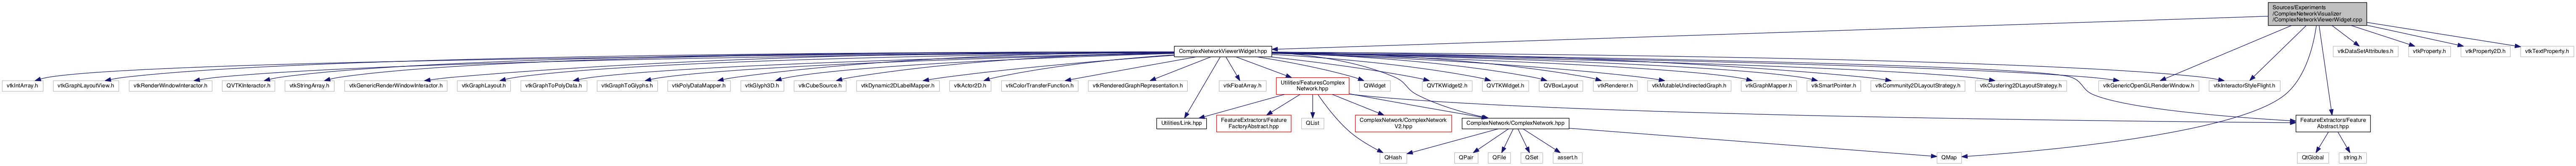 Sources/Experiments
/ComplexNetworkVisualizer
/ComplexNetworkViewerWidget.cpp
ComplexNetworkViewerWidget.hpp
vtkDataSetAttributes.h
vtkProperty.h
vtkProperty2D.h
vtkTextProperty.h
vtkIntArray.h
vtkGraphLayoutView.h
vtkRenderWindowInteractor.h
QVTKInteractor.h
vtkStringArray.h
vtkGenericRenderWindowInteractor.h
vtkGraphLayout.h
vtkGraphToPolyData.h
vtkGraphToGlyphs.h
vtkPolyDataMapper.h
vtkGlyph3D.h
vtkCubeSource.h
vtkDynamic2DLabelMapper.h
vtkActor2D.h
vtkColorTransferFunction.h
vtkRenderedGraphRepresentation.h
vtkFloatArray.h
Utilities/FeaturesComplex
Network.hpp
QWidget
QVTKWidget2.h
QVTKWidget.h
QVBoxLayout
vtkRenderer.h
vtkMutableUndirectedGraph.h
vtkGraphMapper.h
vtkSmartPointer.h
vtkCommunity2DLayoutStrategy.h
vtkClustering2DLayoutStrategy.h
vtkGenericOpenGLRenderWindow.h
vtkInteractorStyleFlight.h
Utilities/Link.hpp
FeatureExtractors/Feature
FactoryAbstract.hpp
QList
ComplexNetwork/ComplexNetwork
V2.hpp
ComplexNetwork/ComplexNetwork.hpp
FeatureExtractors/Feature
Abstract.hpp
QHash
QPair
QFile
QSet
assert.h
QMap
QtGlobal
string.h